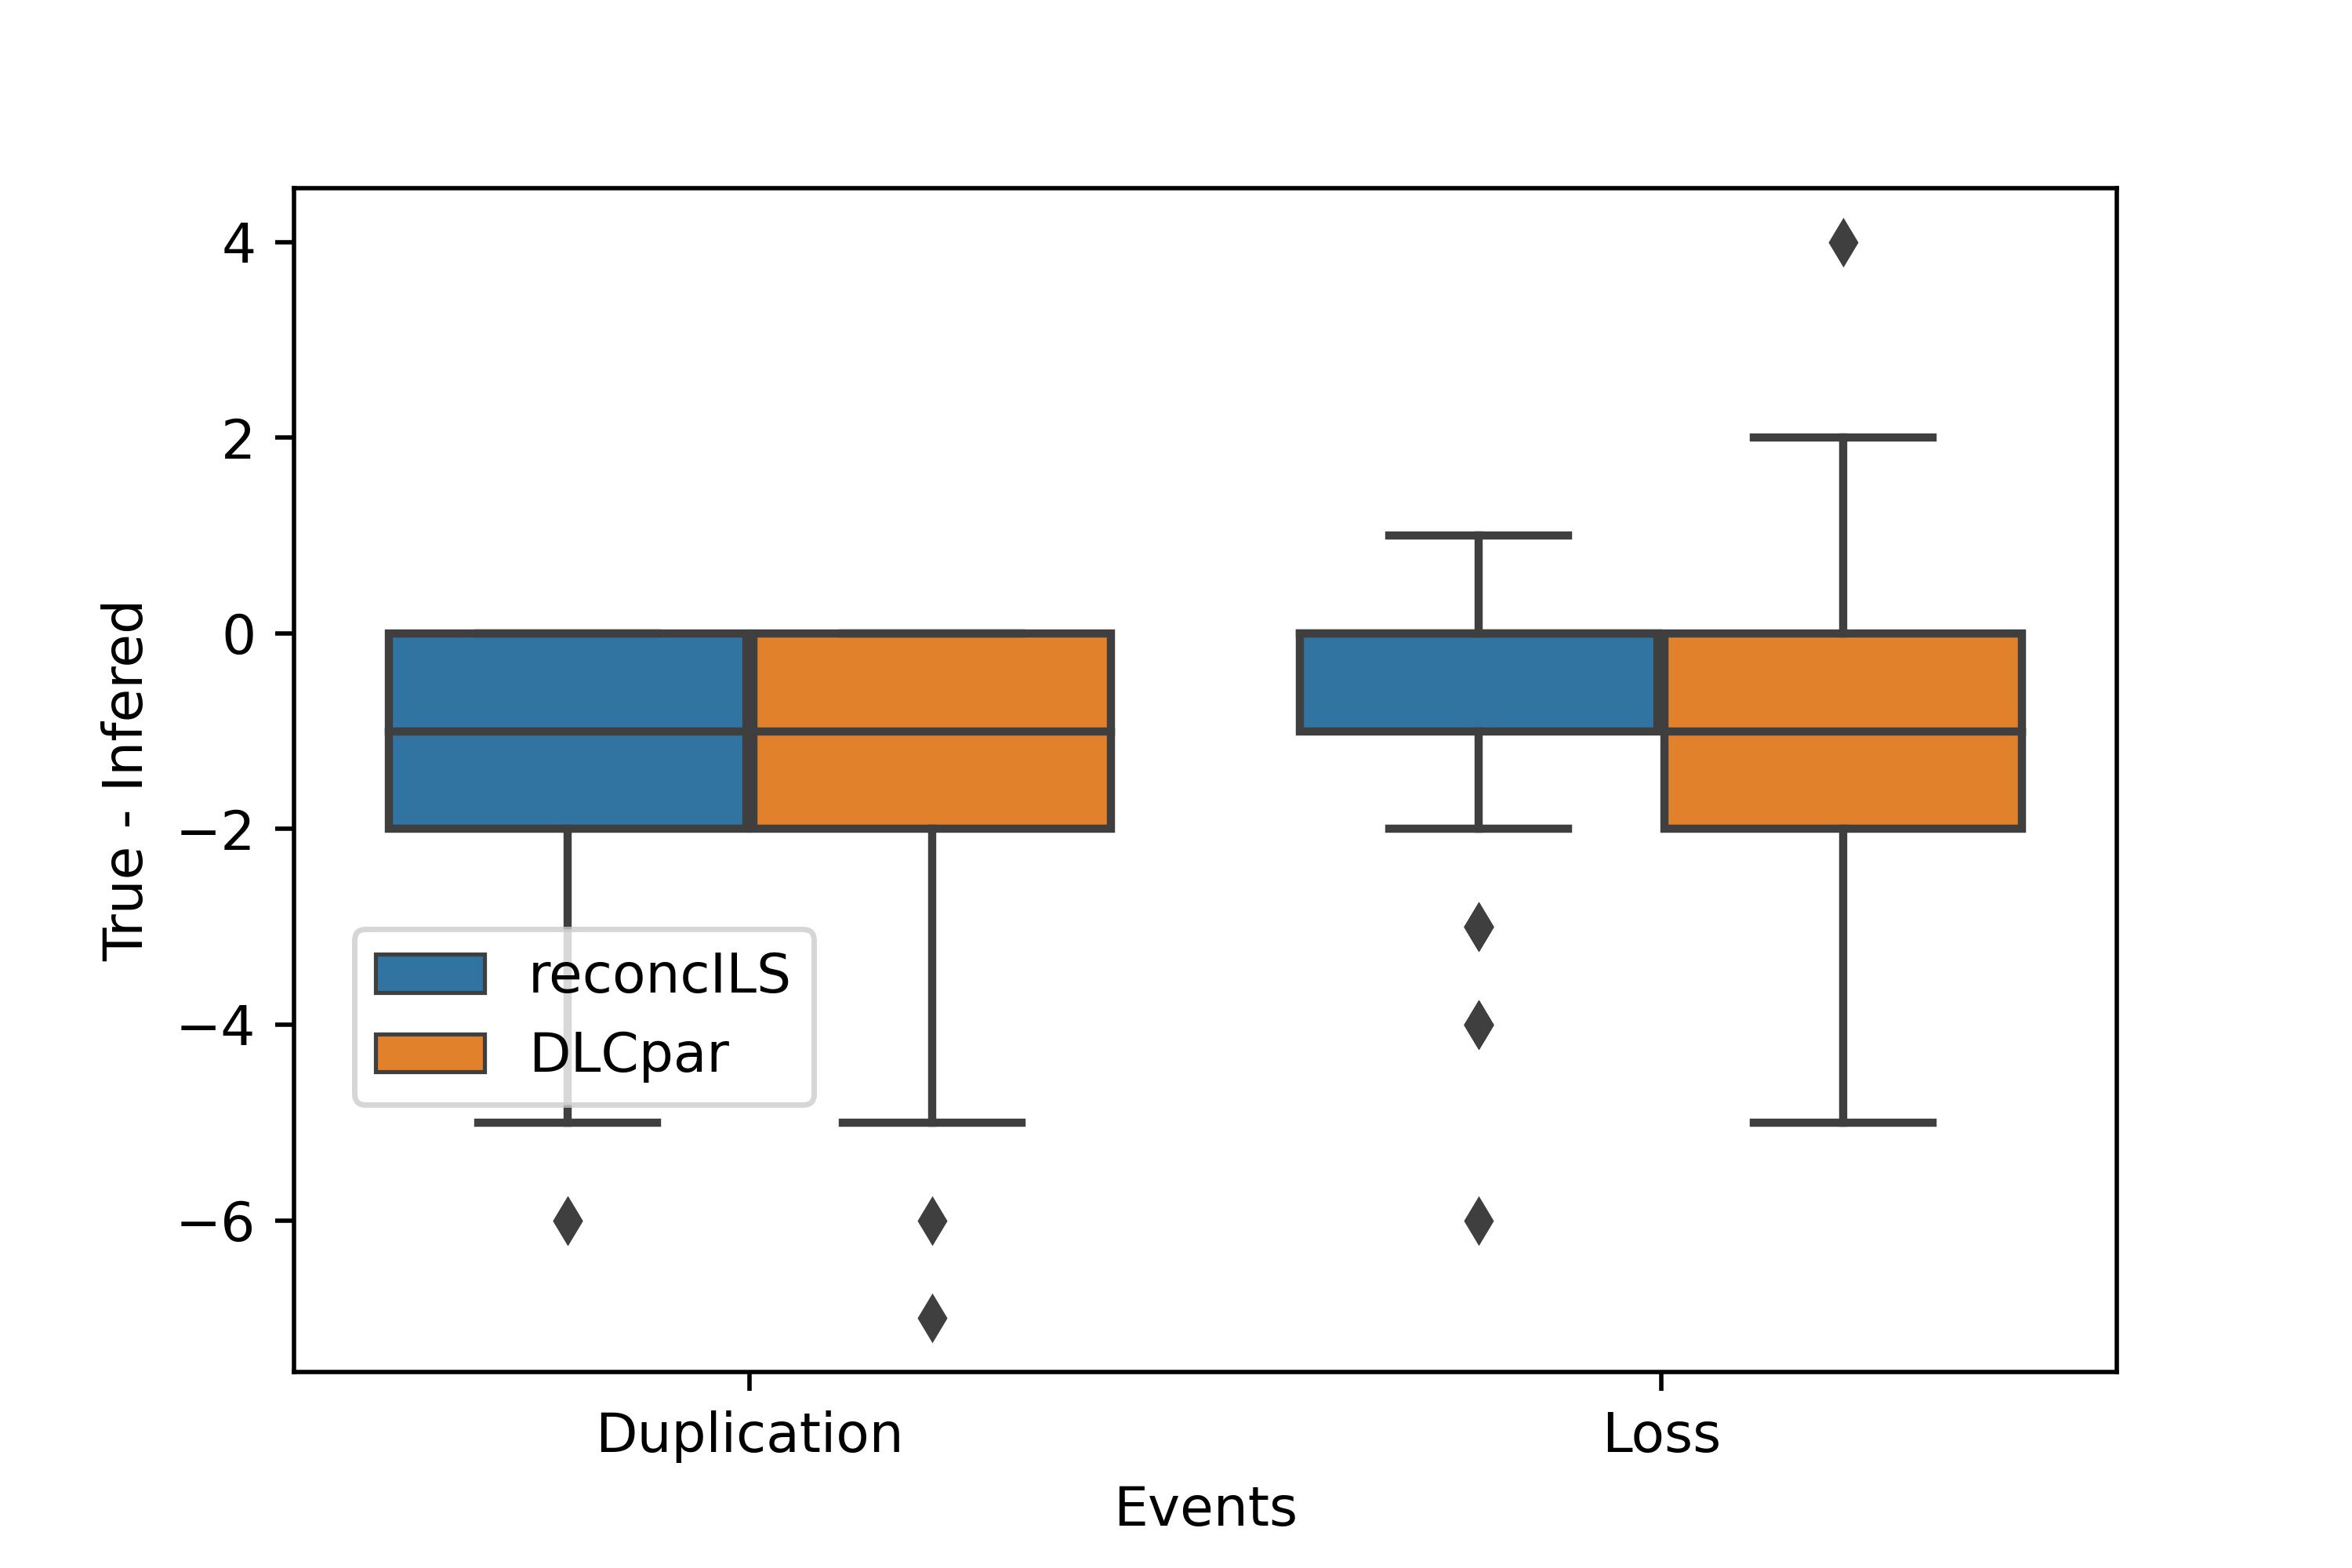 4
2
0
−2
−4
−6
True - Infered
reconcILS
DLCpar
Duplication
Loss
Events